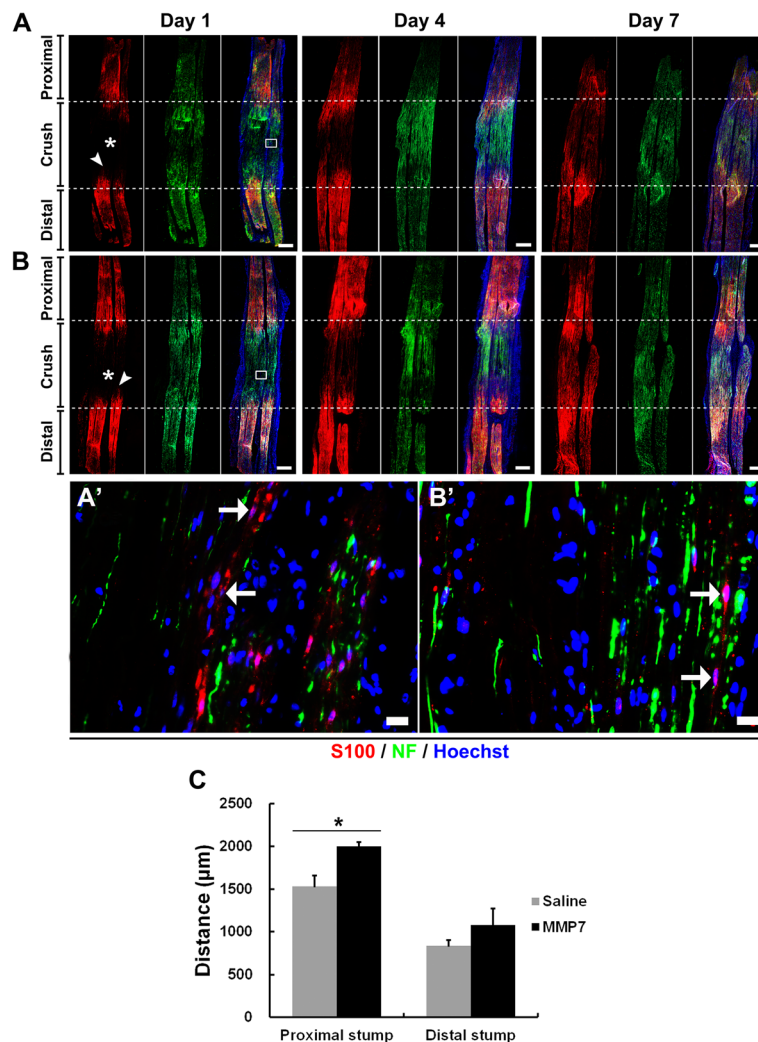 A
Day 1
Day 4
Day 7
Proximal
Crush
Distal
*
B
Proximal
Crush
Distal
*
A’
B’
S100 / NF / Hoechst
C
Distance (μm)
2500
2000
1500
1000
500
0
*
Saline
MMP7
Proximal stump
Distal stump